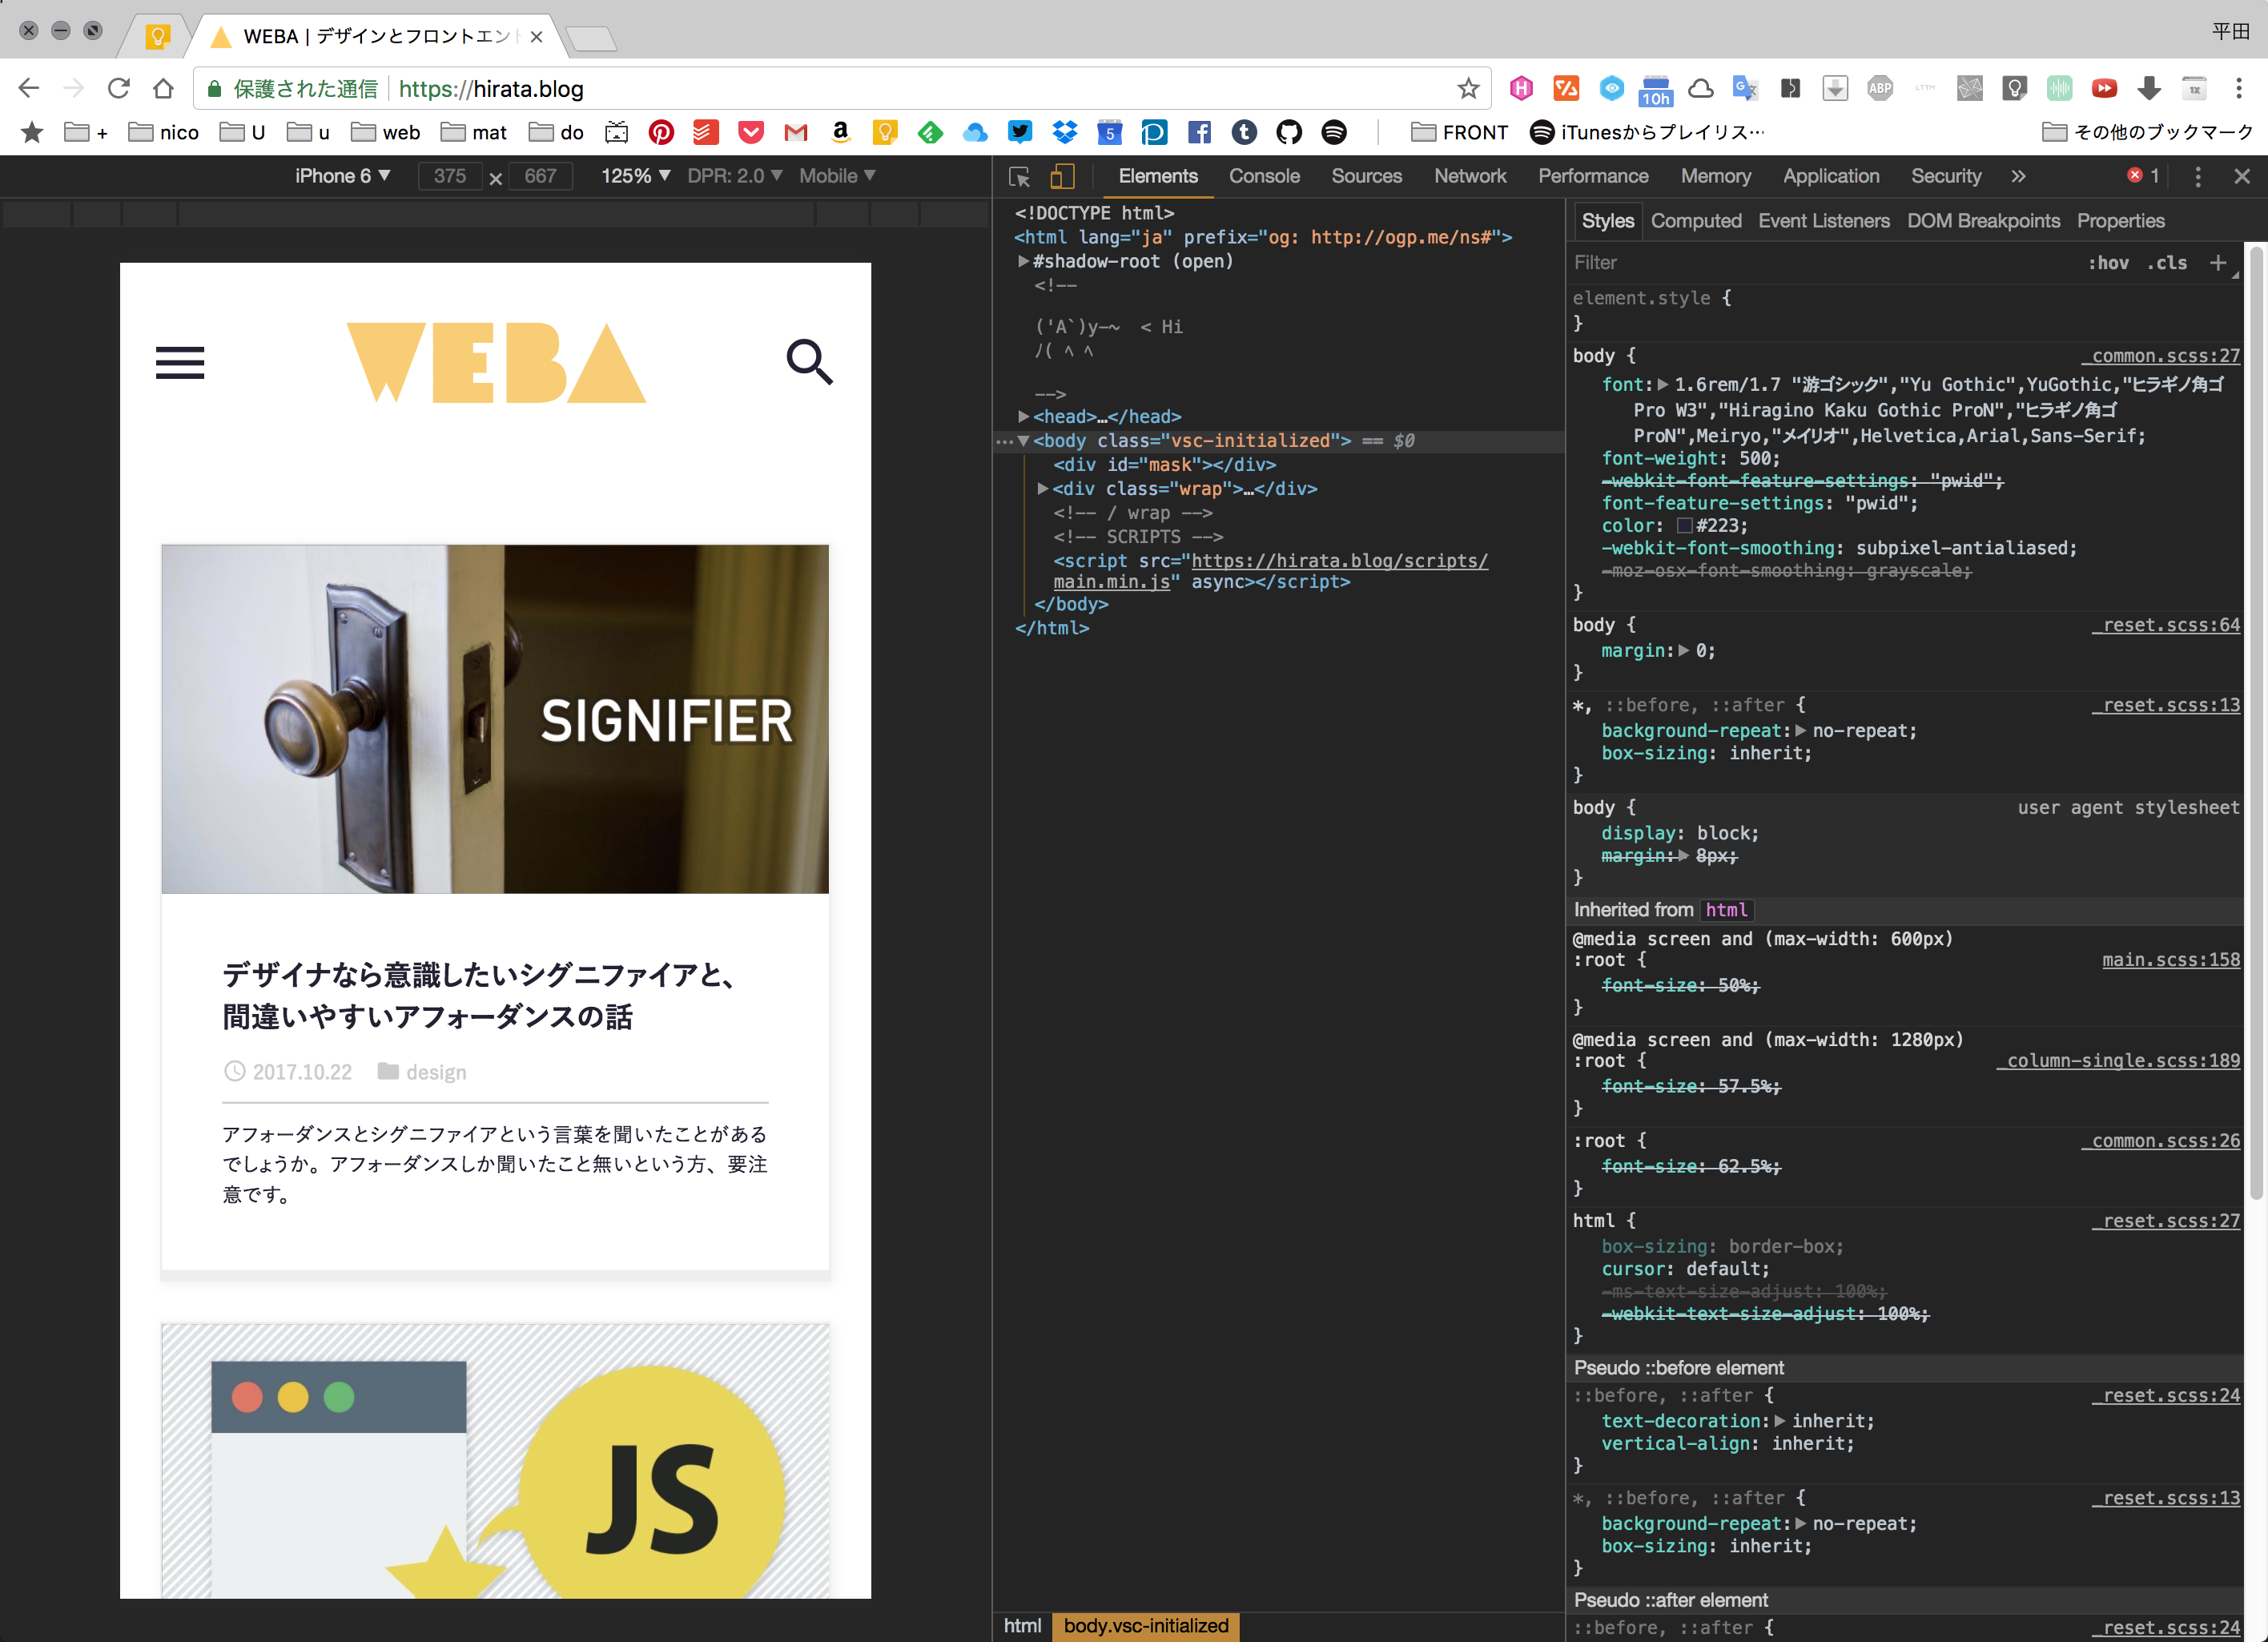 WEBA | デザインとフロントエント
平田
保護された通信 https://hirata.blog
10h
ABP
LTTM
1x
+ nico U u web mat do 5 FRONT iTunesからプレイリス… その他のブックマーク
iPhone 6 ▼ 375 × 667 125% ▼ DPR: 2.0 ▼ Mobile ▼
Elements Console Sources Network Performance Memory Application Security » 1
WEBA
SIGNIFIER
デザイナなら意識したいシグニファイアと、
間違いやすいアフォーダンスの話
2017.10.22 design
アフォーダンスとシグニファイアという言葉を聞いたことがある
でしょうか。アフォーダンスしか聞いたこと無いという方、要注
意です。
JS
<!DOCTYPE html>
<html lang="ja" prefix="og: http://ogp.me/ns#">
▶#shadow-root (open)
<!--
('A`)y-~ < Hi
ﾉ( ^ ^
-->
▶<head>…</head>
…▼<body class="vsc-initialized"> == $0
<div id="mask"></div>
▶<div class="wrap">…</div>
<!-- / wrap -->
<!-- SCRIPTS -->
<script src="https://hirata.blog/scripts/
main.min.js" async></script>
</body>
</html>
html body.vsc-initialized
Styles Computed Event Listeners DOM Breakpoints Properties
Filter :hov .cls +
element.style {
}
body { _common.scss:27
font:▶1.6rem/1.7 "游ゴシック","Yu Gothic",YuGothic,"ヒラギノ角ゴ
Pro W3","Hiragino Kaku Gothic ProN","ヒラギノ角ゴ
ProN",Meiryo,"メイリオ",Helvetica,Arial,Sans-Serif;
font-weight: 500;
-webkit-font-feature-settings: "pwid";
font-feature-settings: "pwid";
color: #223;
-webkit-font-smoothing: subpixel-antialiased;
-moz-osx-font-smoothing: grayscale;
}
body { _reset.scss:64
margin:▶0;
}
*, ::before, ::after { _reset.scss:13
background-repeat:▶no-repeat;
box-sizing: inherit;
}
body { user agent stylesheet
display: block;
margin:▶8px;
}
Inherited from html
@media screen and (max-width: 600px)
:root { main.scss:158
font-size: 50%;
}
@media screen and (max-width: 1280px)
:root { _column-single.scss:189
font-size: 57.5%;
}
:root { _common.scss:26
font-size: 62.5%;
}
html { _reset.scss:27
box-sizing: border-box;
cursor: default;
-ms-text-size-adjust: 100%;
-webkit-text-size-adjust: 100%;
}
Pseudo ::before element
::before, ::after { _reset.scss:24
text-decoration:▶inherit;
vertical-align: inherit;
}
*, ::before, ::after { _reset.scss:13
background-repeat:▶no-repeat;
box-sizing: inherit;
}
Pseudo ::after element
::before, ::after { _reset.scss:24